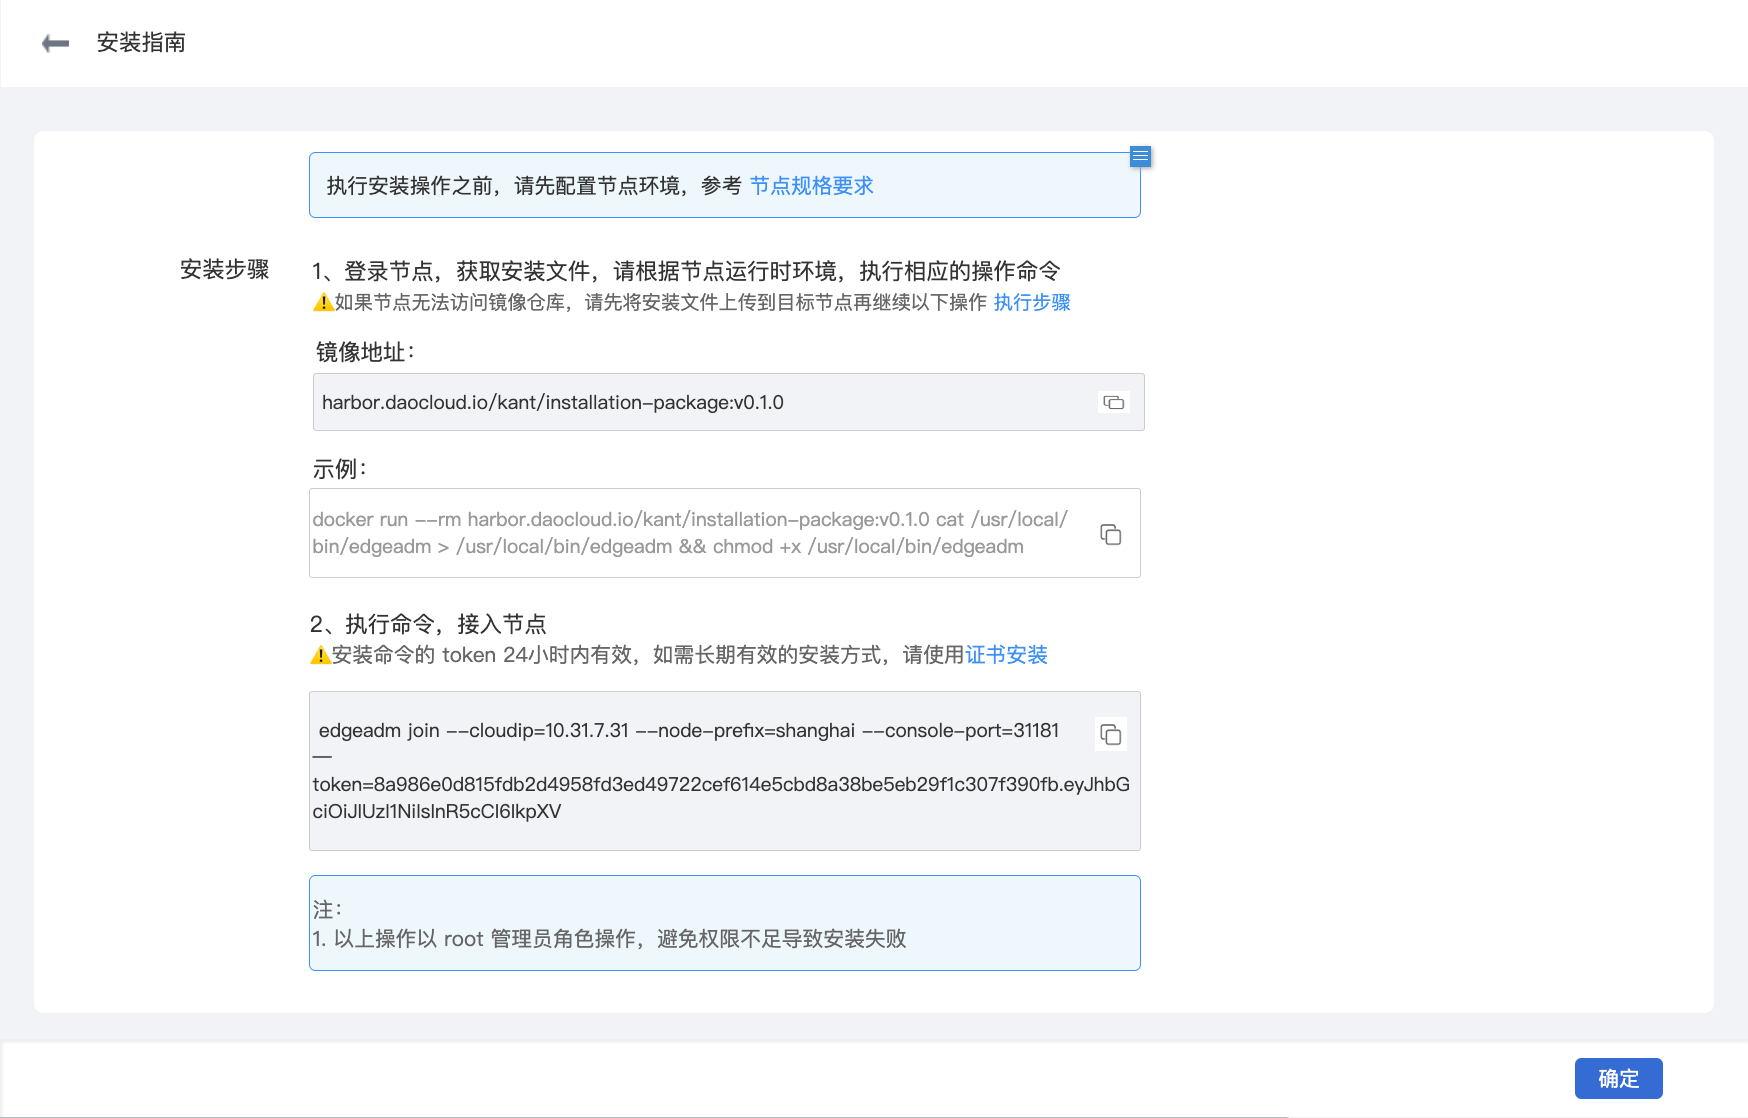 安装指南
执行安装操作之前，请先配置节点环境，参考 节点规格要求
安装步骤
1、登录节点，获取安装文件，请根据节点运行时环境，执行相应的操作命令
⚠️如果节点无法访问镜像仓库，请先将安装文件上传到目标节点再继续以下操作 执行步骤
镜像地址：
harbor.daocloud.io/kant/installation-package:v0.1.0
示例：
docker run --rm harbor.daocloud.io/kant/installation-package:v0.1.0 cat /usr/local/
bin/edgeadm > /usr/local/bin/edgeadm && chmod +x /usr/local/bin/edgeadm
2、执行命令，接入节点
⚠️安装命令的 token 24小时内有效，如需长期有效的安装方式，请使用证书安装
edgeadm join --cloudip=10.31.7.31 --node-prefix=shanghai --console-port=31181
—
token=8a986e0d815fdb2d4958fd3ed49722cef614e5cbd8a38be5eb29f1c307f390fb.eyJhbG
ciOiJIUzI1NiIsInR5cCI6IkpXV
注：
1. 以上操作以 root 管理员角色操作，避免权限不足导致安装失败
确定